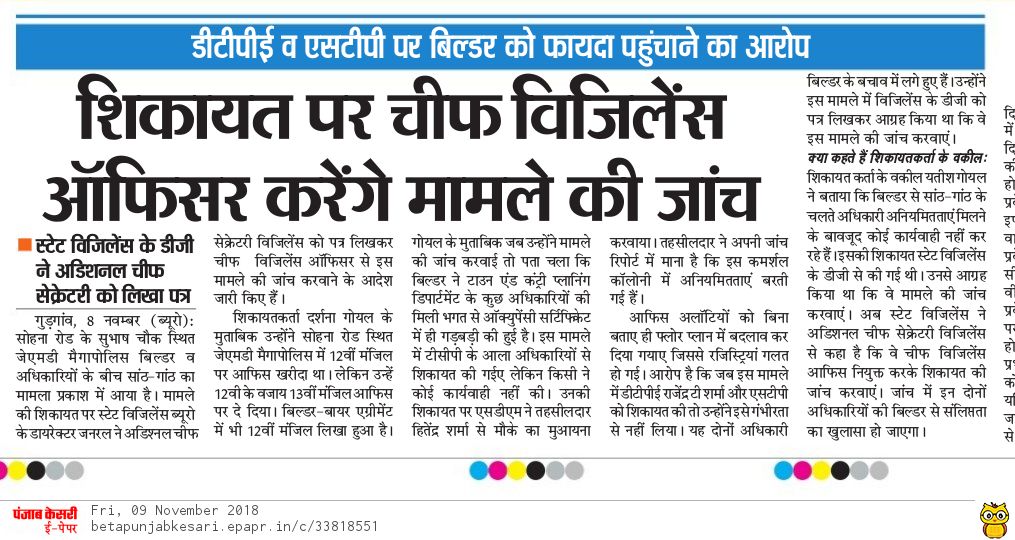 डीटीपीई व एसटीपी पर बिल्डर को फायदा पहुंचाने का आरोप
शिकायत पर चीफ विजिलेंस
ऑफिसर करेंगे मामले की जांच
स्टेट विजिलेंस के डीजी
ने अडिशनल चीफ
सेक्रेटरी को लिखा पत्र
गुड़गांव, 8 नवम्बर (ब्यूरो):
सोहना रोड के सुभाष चौक स्थित
जेएमडी मैगापोलिस बिल्डर व
अधिकारियों के बीच सांठ-गांठ का
मामला प्रकाश में आया है। मामले
की शिकायत पर स्टेट विजिलेंस ब्यूरो
के डायरेक्टर जनरल ने अडिश्नल चीफ
सेक्रेटरी विजिलेंस को पत्र लिखकर
चीफ विजिलेंस ऑफिसर से इस
मामले की जांच करवाने के आदेश
जारी किए हैं।
शिकायतकर्ता दर्शना गोयल के
मुताबिक उन्होंने सोहना रोड स्थित
जेएमडी मैगापोलिस में 12वीं मंजिल
पर आफिस खरीदा था। लेकिन उन्हें
12वी के वजाय 13वीं मंजिल आफिस
पर दे दिया। बिल्डर-बायर एग्रीमेंट
में भी 12वीं मंजिल लिखा हुआ है।
गोयल के मुताबिक जब उन्होंने मामले
की जांच करवाई तो पता चला कि
बिल्डर ने टाउन एंड कंट्री प्लानिंग
डिपार्टमेंट के कुछ अधिकारियों की
मिली भगत से ऑक्युपेंसी सर्टिफिकेट
में ही गड़बड़ी की हुई है। इस मामले
में टीसीपी के आला अधिकारियों से
शिकायत की गईए लेकिन किसी ने
कोई कार्यवाही नहीं की। उनकी
शिकायत पर एसडीएम ने तहसीलदार
हितेंद्र शर्मा से मौके का मुआयना
करवाया। तहसीलदार ने अपनी जांच
रिपोर्ट में माना है कि इस कमर्शल
कॉलोनी में अनियमितताएं बरती
गई हैं।
आफिस अलॉटियों को बिना
बताए ही फ्लोर प्लान में बदलाव कर
दिया गयाए जिससे रजिस्ट्रियां गलत
हो गई। आरोप है कि जब इस मामले
में डीटीपीई राजेंद्र टी शर्मा और एसटीपी
को शिकायत की तो उन्होंने इसे गंभीरता
से नहीं लिया। यह दोनों अधिकारी
बिल्डर के बचाव में लगे हुए हैं। उन्होंने
इस मामले में विजिलेंस के डीजी को
पत्र लिखकर आग्रह किया था कि वे
इस मामले की जांच करवाएं।
क्या कहते हैं शिकायतकर्ता के वकील:
शिकायत कर्ता के वकील यतीश गोयल
ने बताया कि बिल्डर से सांठ-गांठ के
चलते अधिकारी अनियमितताएं मिलने
के बावजूद कोई कार्यवाही नहीं कर
रहे हैं। इसकी शिकायत स्टेट विजिलेंस
के डीजी से की गई थी। उनसे आग्रह
किया था कि वे मामले की जांच
करवाएं। अब स्टेट विजिलेंस ने
अडिशनल चीफ सेक्रेटरी विजिलेंस
से कहा है कि वे चीफ विजिलेंस
आफिस नियुक्त करके शिकायत की
जांच करवाएं। जांच में इन दोनों
अधिकारियों की बिल्डर से संलिप्तता
का खुलासा हो जाएगा।
पंजाब केसरी
ई-पेपर
Fri, 09 November 2018
betapunjabkesari.epapr.in/c/33818551